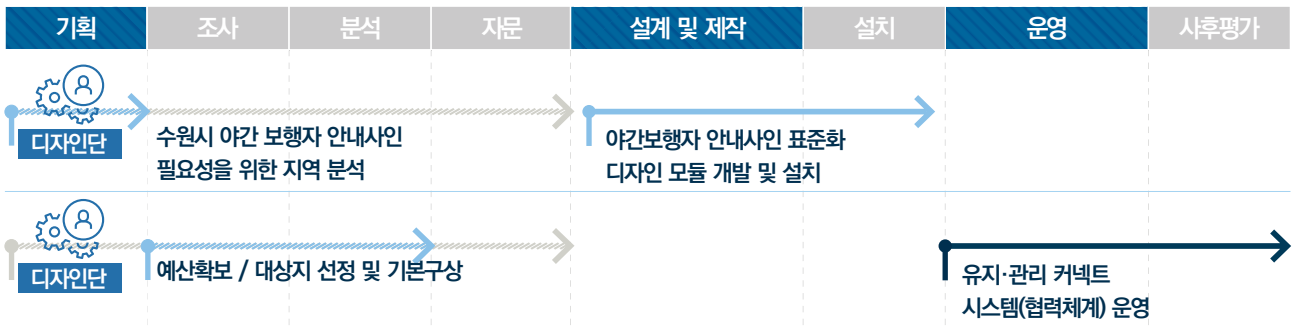 기획 조사 분석 자문 설계 및 제작 설치 운영 사후평가
디자인단
수원시 야간 보행자 안내사인
필요성을 위한 지역 분석
야간보행자 안내사인 표준화
디자인 모듈 개발 및 설치
디자인단
예산확보 / 대상지 선정 및 기본구상
유지·관리 커넥트
시스템(협력체계) 운영